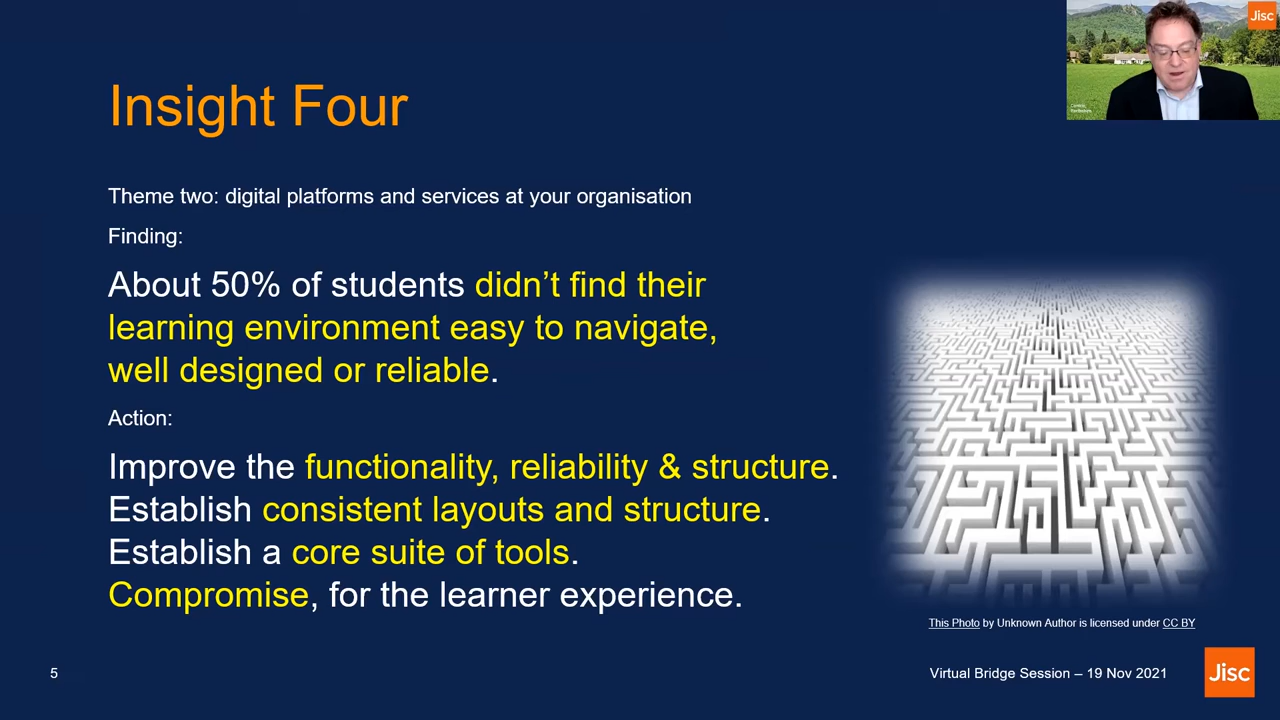 Jisc
Insight Four
Theme two: digital platforms and services at your organisation
Finding:
About 50% of students didn’t find their
learning environment easy to navigate,
well designed or reliable.
Action:
Improve the functionality, reliability & structure.
Establish consistent layouts and structure.
Establish a core suite of tools.
Compromise, for the learner experience.
This Photo by Unknown Author is licensed under CC BY
5
Virtual Bridge Session – 19 Nov 2021
Jisc